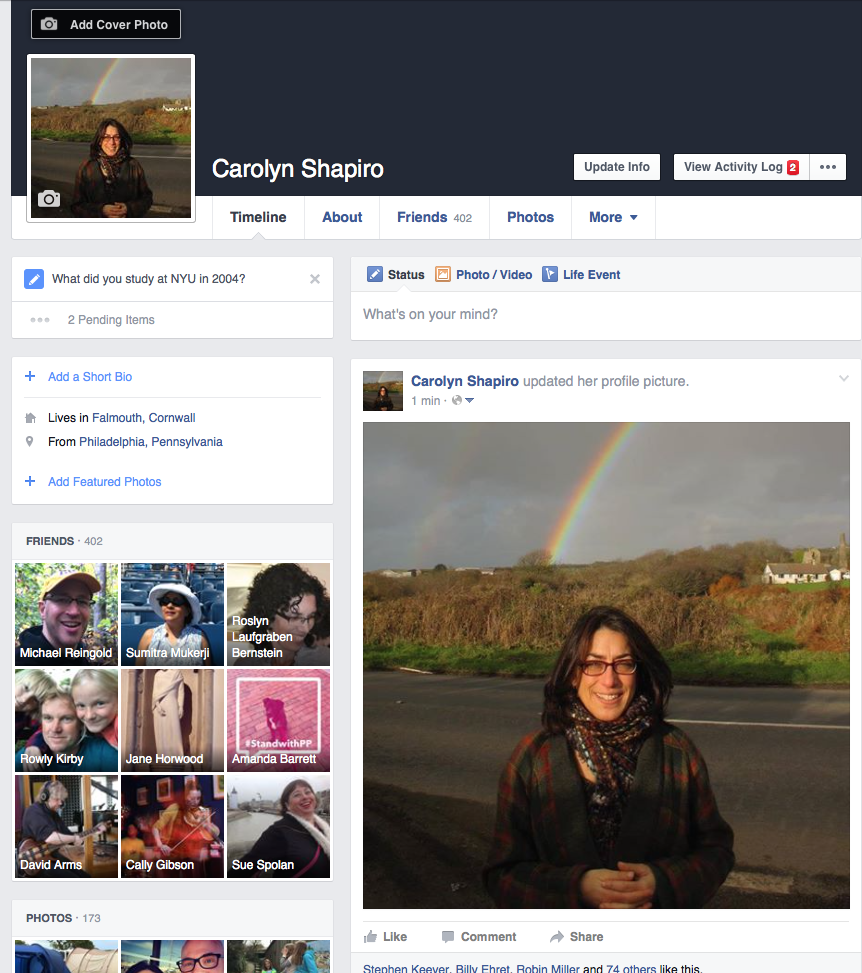 Add Cover Photo
Carolyn Shapiro
Update Info
View Activity Log 2
Timeline
About
Friends 402
Photos
More
What did you study at NYU in 2004?
2 Pending Items
Add a Short Bio
Lives in Falmouth, Cornwall
From Philadelphia, Pennsylvania
Add Featured Photos
FRIENDS · 402
Michael Reingold
Sumitra Mukerji
Roslyn
Laufgraben
Bernstein
Rowly Kirby
Jane Horwood
#StandwithPP
Amanda Barrett
David Arms
Cally Gibson
Sue Spolan
PHOTOS · 173
Status
Photo / Video
Life Event
What's on your mind?
Carolyn Shapiro updated her profile picture.
1 min ·
Like
Comment
Share
Stephen Keever, Billy Ehret, Robin Miller and 74 others like this.